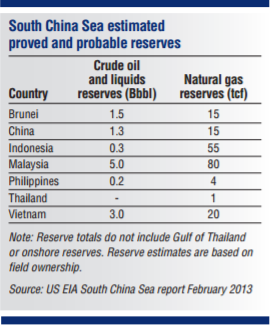 South China Sea estimated
proved and probable reserves
Crude oil
and liquids Natural gas
Country reserves (Bbbl) reserves (tcf)
Brunei 1.5 15
China 1.3 15
Indonesia 0.3 55
Malaysia 5.0 80
Philippines 0.2 4
Thailand - 1
Vietnam 3.0 20
Note: Reserve totals do not include Gulf of Thailand
or onshore reserves. Reserve estimates are based on
field ownership.
Source: US EIA South China Sea report February 2013